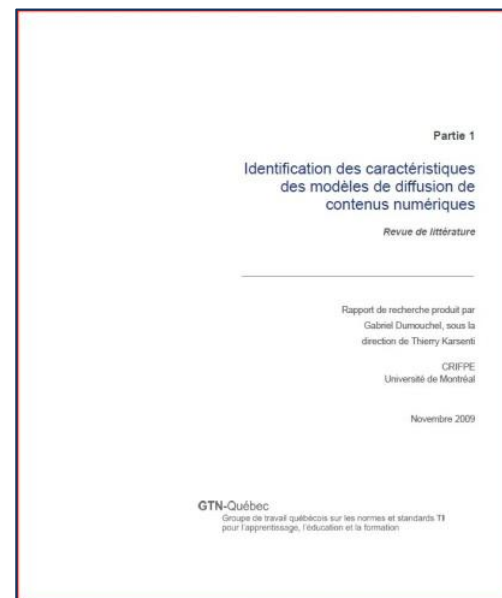 Partie 1
Identification des caractéristiques
des modèles de diffusion de
contenus numériques
Revue de littérature
Rapport de recherche produit par
Gabriel Dumouchel, sous la
direction de Thierry Karsenti
CRIFPE
Université de Montréal
Novembre 2009
GTN-Québec
Groupe de travail québécois sur les normes et standards TI
pour l'apprentissage, l'éducation et la formation